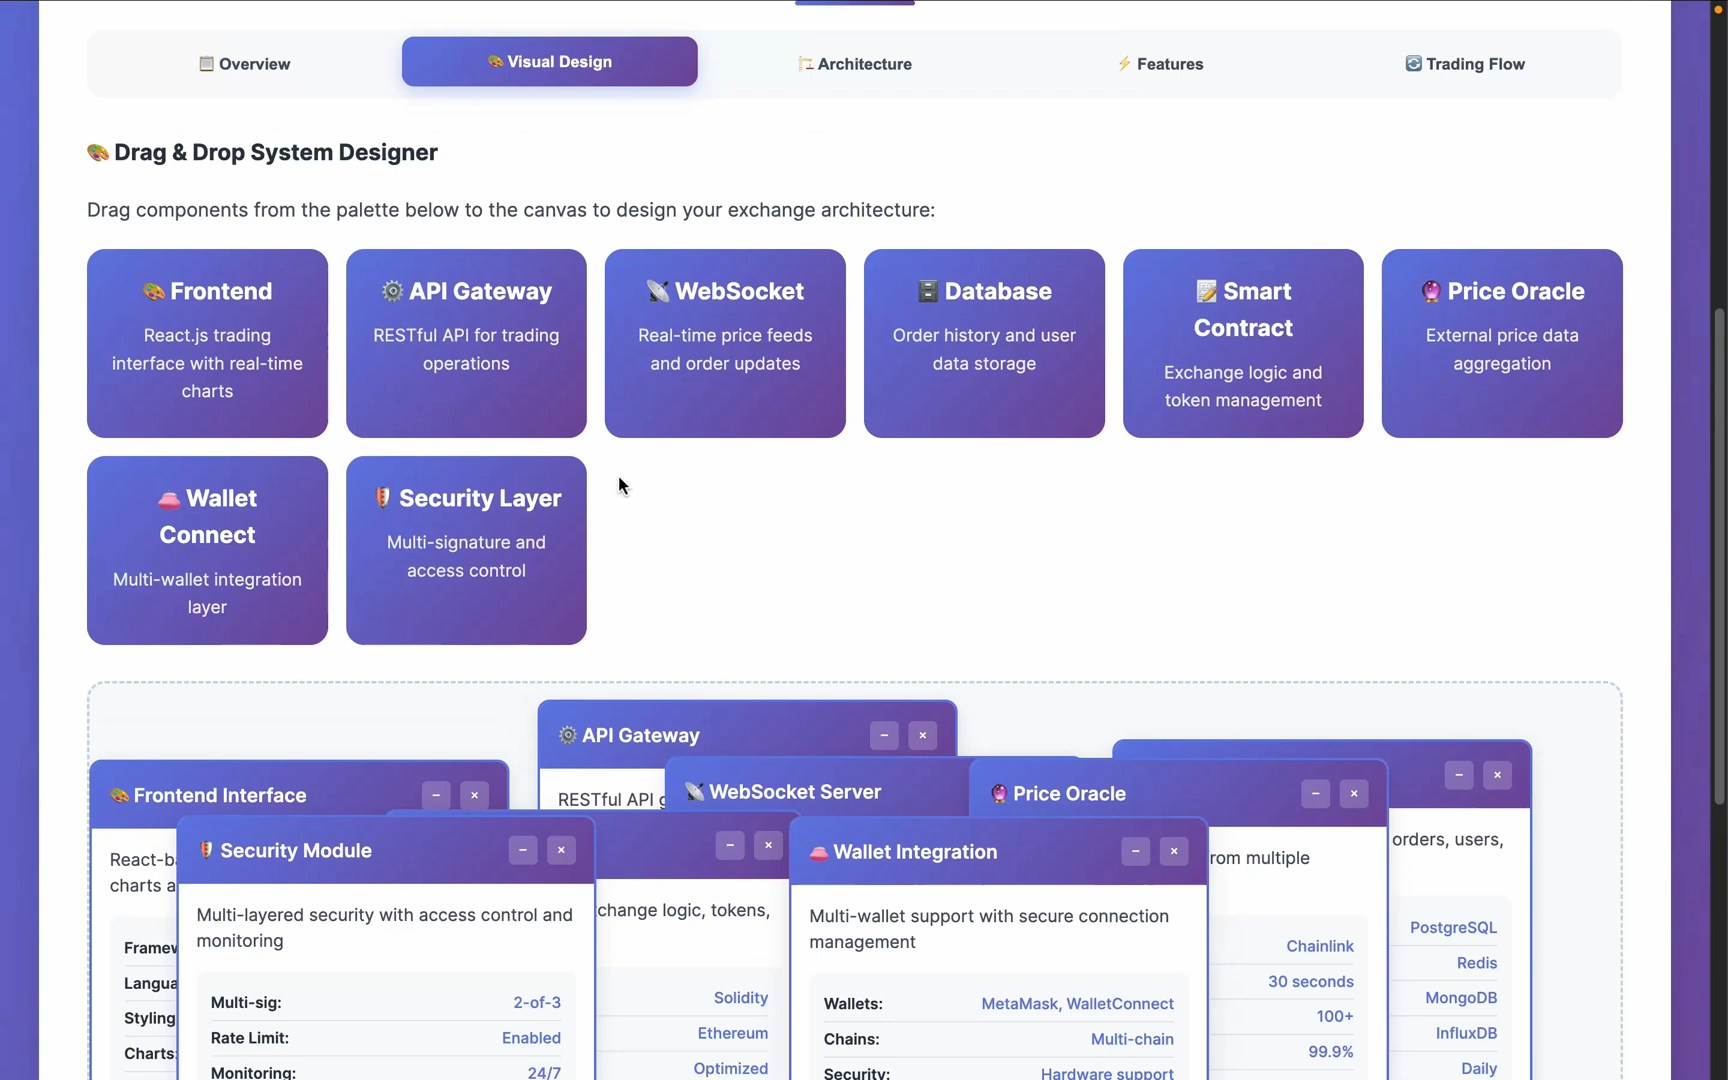 Overview
Visual Design
Architecture
Features
Trading Flow
Drag & Drop System Designer
Drag components from the palette below to the canvas to design your exchange architecture:
Frontend
React.js trading
interface with real-time
charts
API Gateway
RESTful API for trading
operations
WebSocket
Real-time price feeds
and order updates
Database
Order history and user
data storage
Smart
Contract
Exchange logic and
token management
Price Oracle
External price data
aggregation
Wallet
Connect
Multi-wallet integration
layer
Security Layer
Multi-signature and
access control
API Gateway
RESTful API
Frontend Interface
charts
WebSocket Server
Price Oracle
orders, users,
multiple
Security Module
Multi-layered security with access control and
monitoring
Multi-sig: 2-of-3
Rate Limit: Enabled
Monitoring: 24/7
Styling
Charts:
logic, tokens,
Solidity
Ethereum
Optimized
Wallet Integration
Multi-wallet support with secure connection
management
Wallets: MetaMask, WalletConnect
Chains: Multi-chain
Security: Hardware support
Chainlink
30 seconds
100+
99.9%
PostgreSQL
Redis
MongoDB
InfluxDB
Daily